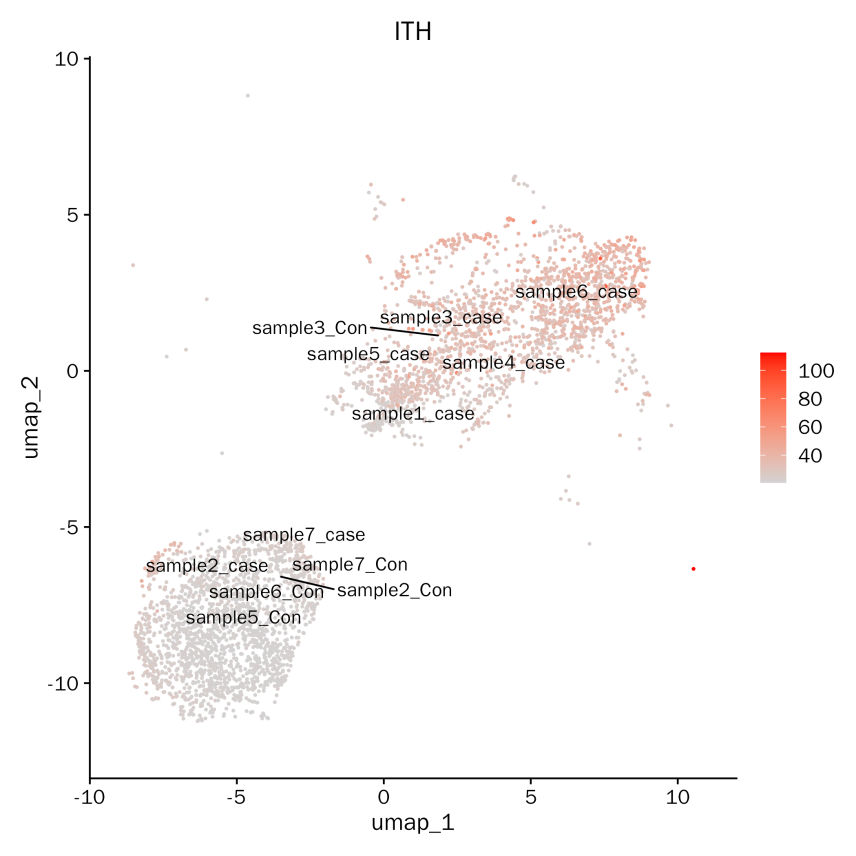 ITH
10
5
0
-5
-10
umap_2
sample6_case
sample3_case
sample3_Con
sample5_case
sample4_case
sample1_case
sample7_case
sample2_case
sample7_Con
sample6_Con
sample2_Con
sample5_Con
100
80
60
40
-10
-5
0
5
10
umap_1